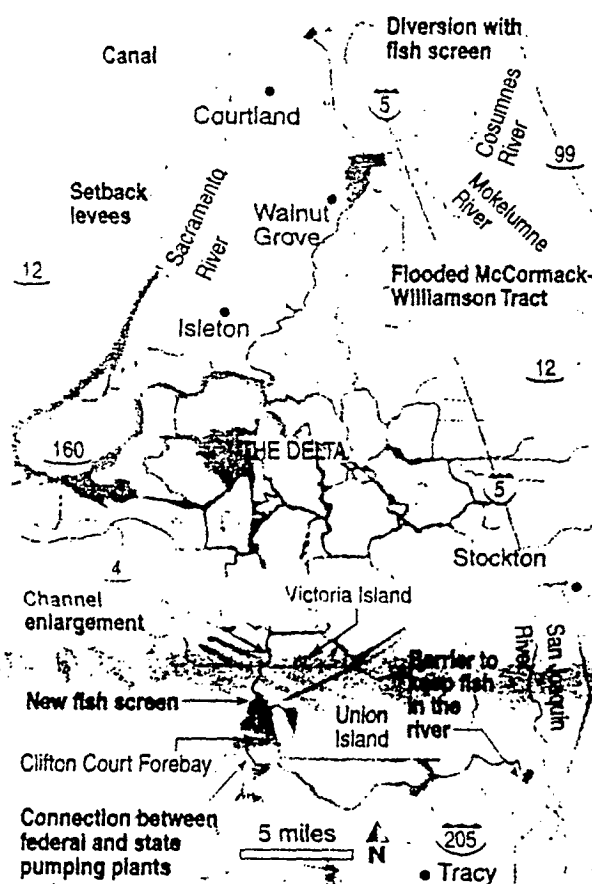 Diversion with
fish screen
Canal
5
Courtland
Cosumnes
River
99
Setback
levees
Sacramento
River
Walnut
Grove
Mokelumne
River
12
Flooded McCormack-
Williamson Tract
Isleton
12
160
THE DELTA
5
Stockton
4
Channel
enlargement
Victoria Island
San Joaquin
River
Barrier to
keep fish
in the
river
New fish screen
Union
Island
Clifton Court Forebay
Connection between
federal and state
pumping plants
5 miles
N
205
Tracy